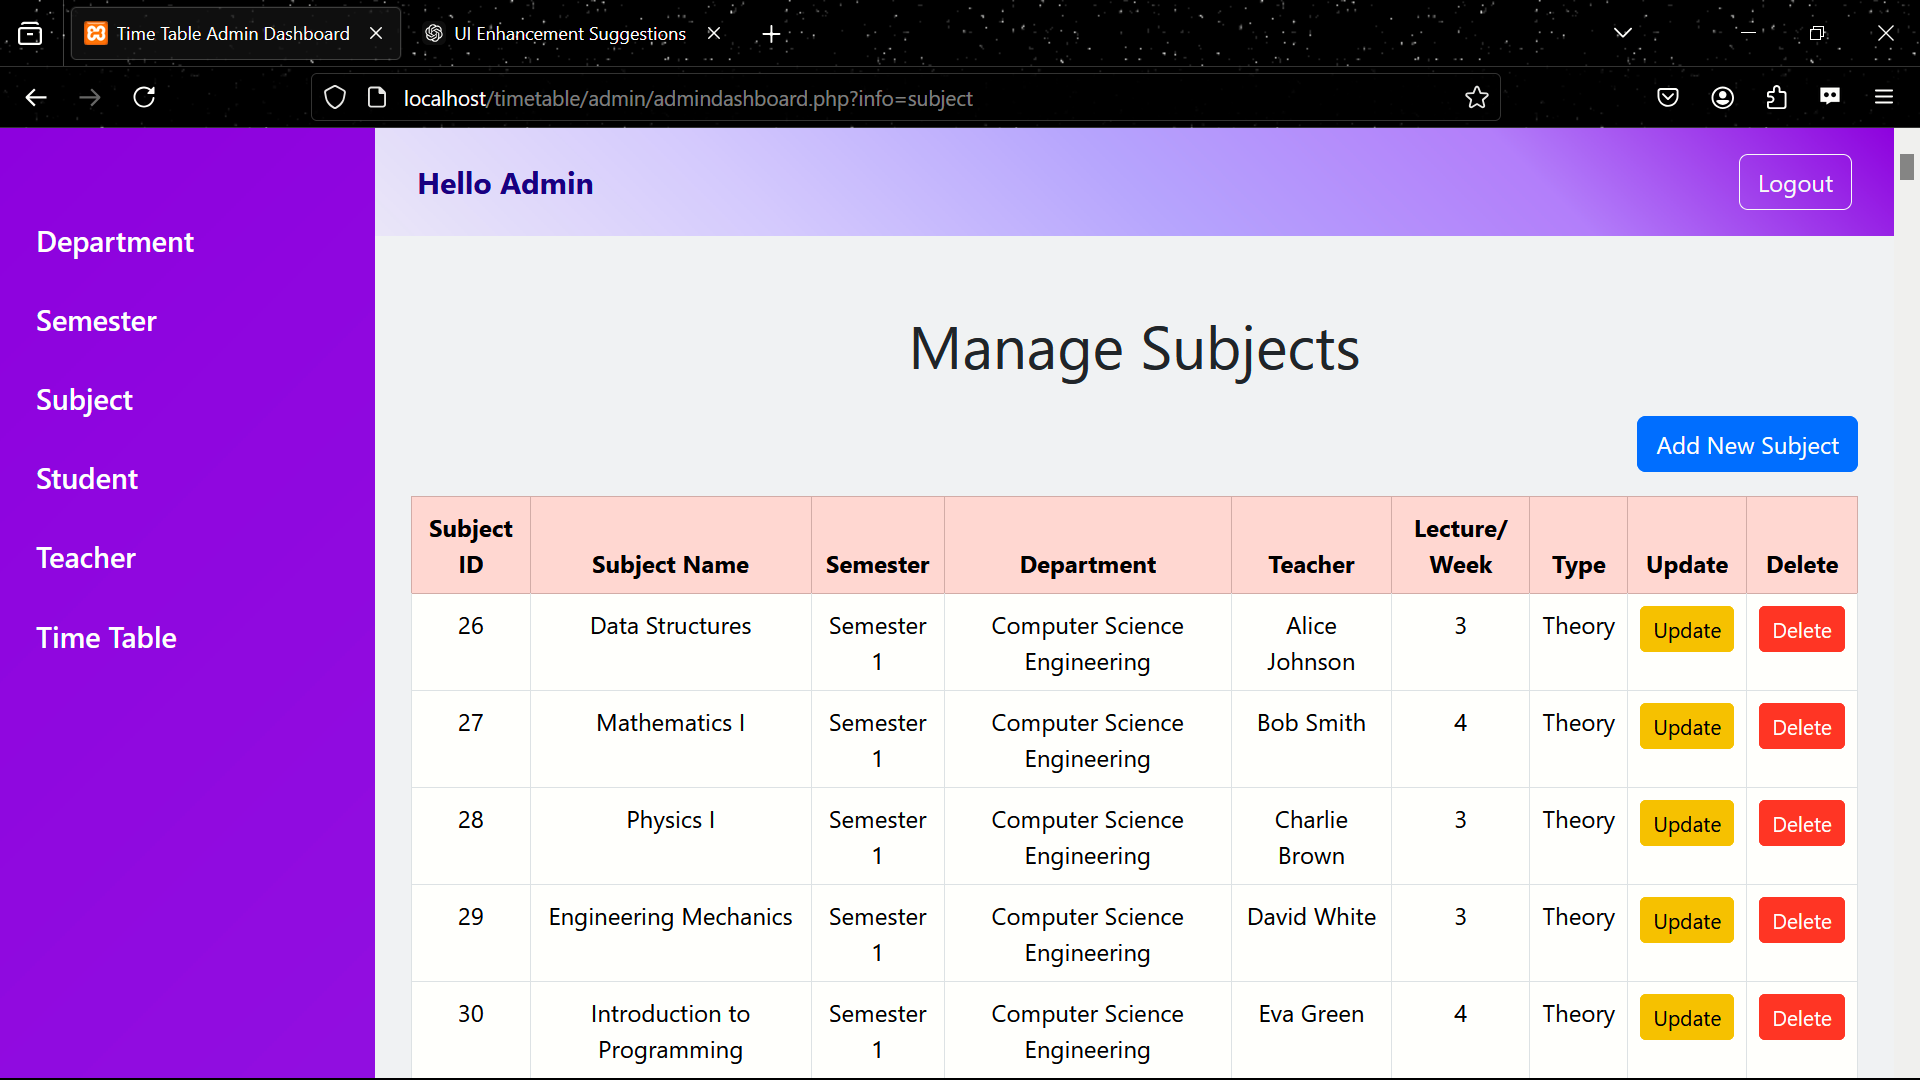 Time Table Admin Dashboard
UI Enhancement Suggestions
localhost/timetable/admin/admindashboard.php?info=subject
Hello Admin
Logout
Department
Semester
Subject
Student
Teacher
Time Table
Manage Subjects
Add New Subject
Subject ID Subject Name Semester Department Teacher Lecture/ Week Type Update Delete
26 Data Structures Semester 1 Computer Science Engineering Alice Johnson 3 Theory Update Delete
27 Mathematics I Semester 1 Computer Science Engineering Bob Smith 4 Theory Update Delete
28 Physics I Semester 1 Computer Science Engineering Charlie Brown 3 Theory Update Delete
29 Engineering Mechanics Semester 1 Computer Science Engineering David White 3 Theory Update Delete
30 Introduction to Programming Semester 1 Computer Science Engineering Eva Green 4 Theory Update Delete